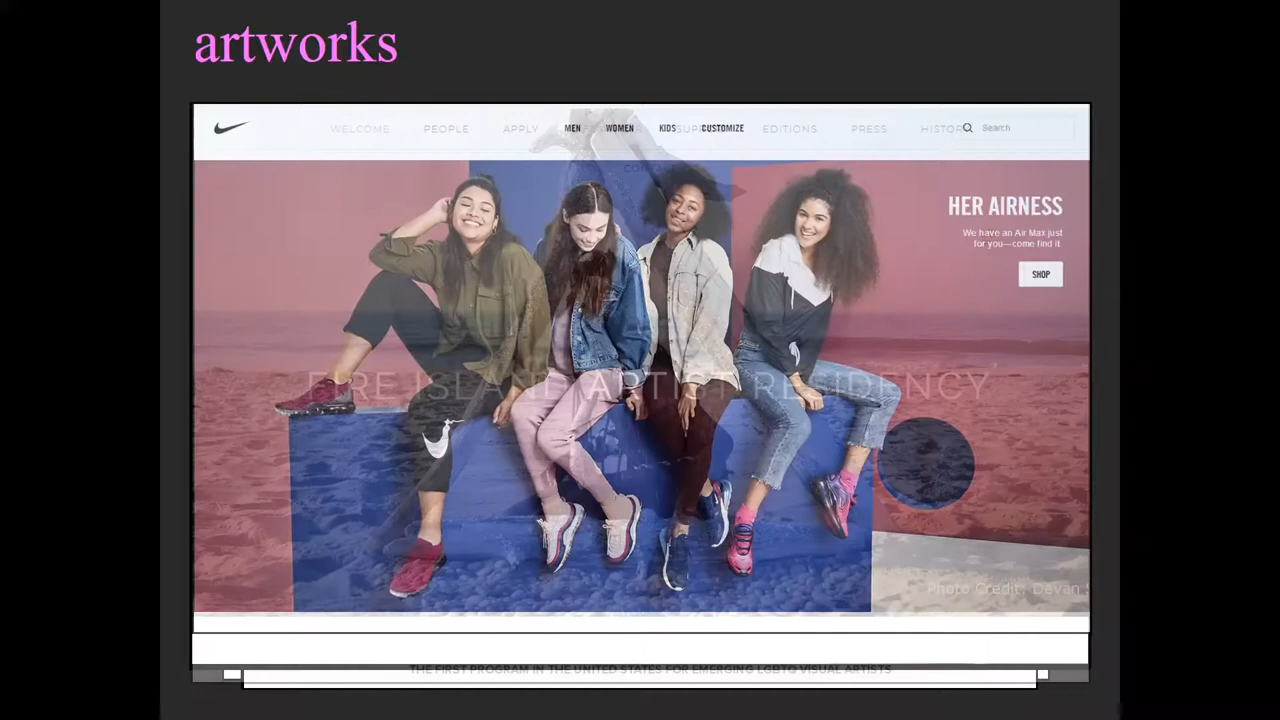 artworks
WELCOME PEOPLE APPLY EDITIONS PRESS
MEN WOMEN KIDS CUSTOMIZE Search
HER AIRNESS
We have an Air Max just
for you—come find it.
SHOP
FIRE ISLAND ARTIST RESIDENCY
Photo Credit: Devan
THE FIRST PROGRAM IN THE UNITED STATES FOR EMERGING LGBTQ VISUAL ARTISTS